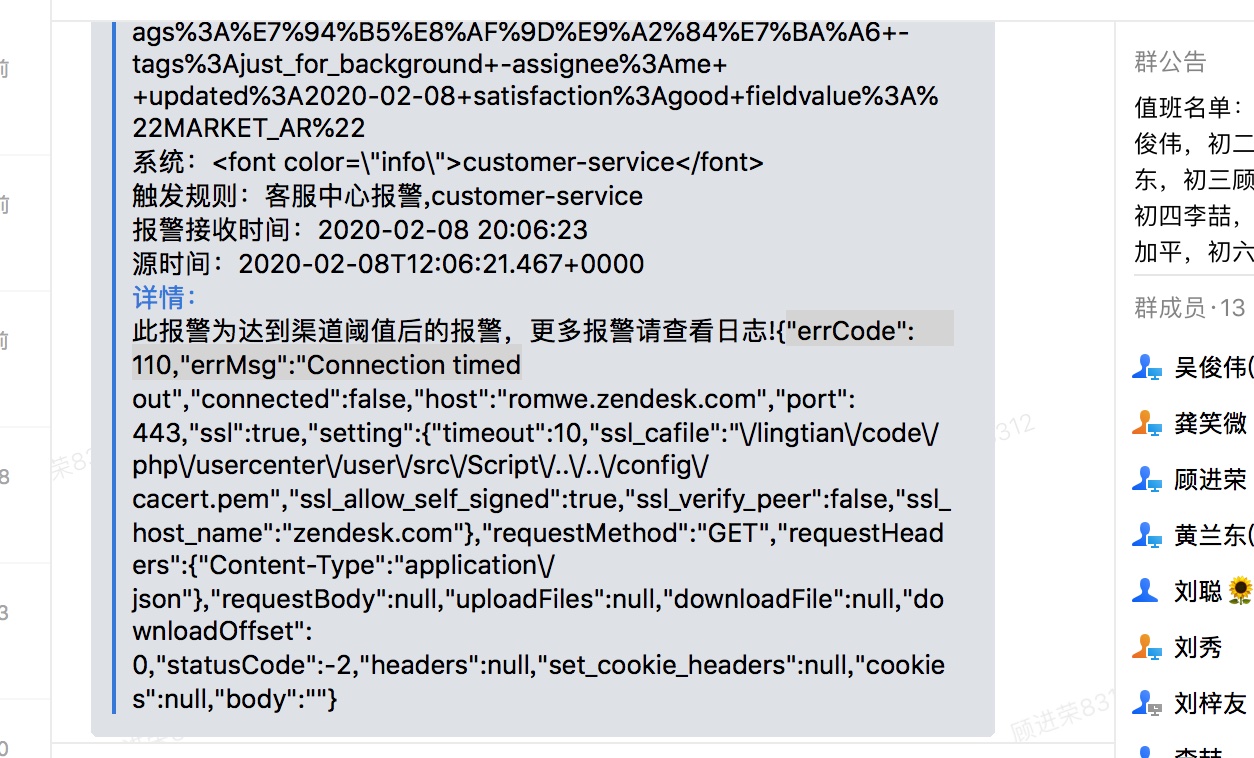 ags%3A%E7%94%B5%E8%AF%9D%E9%A2%84%E7%BA%A6+-
tags%3Ajust_for_background+-assignee%3Ame+
+updated%3A2020-02-08+satisfaction%3Agood+fieldvalue%3A%
22MARKET_AR%22
系统：<font color=\"info\">customer-service</font>
触发规则：客服中心报警,customer-service
报警接收时间：2020-02-08 20:06:23
源时间：2020-02-08T12:06:21.467+0000
详情：
此报警为达到渠道阈值后的报警，更多报警请查看日志!{"errCode":
110,"errMsg":"Connection timed
out","connected":false,"host":"romwe.zendesk.com","port":
443,"ssl":true,"setting":{"timeout":10,"ssl_cafile":"\/lingtian\/code\/
php\/usercenter\/user\/src\/Script\/..\/..\/config\/
cacert.pem","ssl_allow_self_signed":true,"ssl_verify_peer":false,"ssl_
host_name":"zendesk.com"},"requestMethod":"GET","requestHead
ers":{"Content-Type":"application\/
json"},"requestBody":null,"uploadFiles":null,"downloadFile":null,"do
wnloadOffset":
0,"statusCode":-2,"headers":null,"set_cookie_headers":null,"cookie
s":null,"body":""}
群公告
值班名单：
俊伟，初二
东，初三顾
初四李喆，
加平，初六
群成员·13
吴俊伟(
龚笑微
顾进荣
黄兰东(
刘聪🌻
刘秀
刘梓友
前
前
前
8
3
0
荣83
8312
顾进荣831